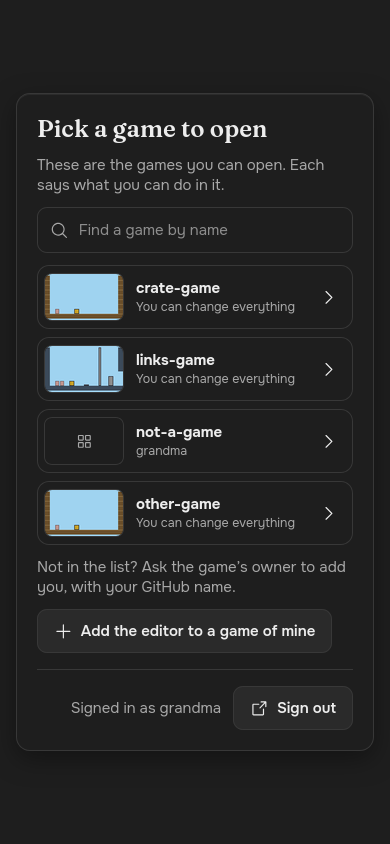 Pick a game to open
These are the games you can open. Each
says what you can do in it.
Find a game by name
crate-game
You can change everything
links-game
You can change everything
not-a-game
grandma
other-game
You can change everything
Not in the list? Ask the game's owner to add
you, with your GitHub name.
Add the editor to a game of mine
Signed in as grandma
Sign out